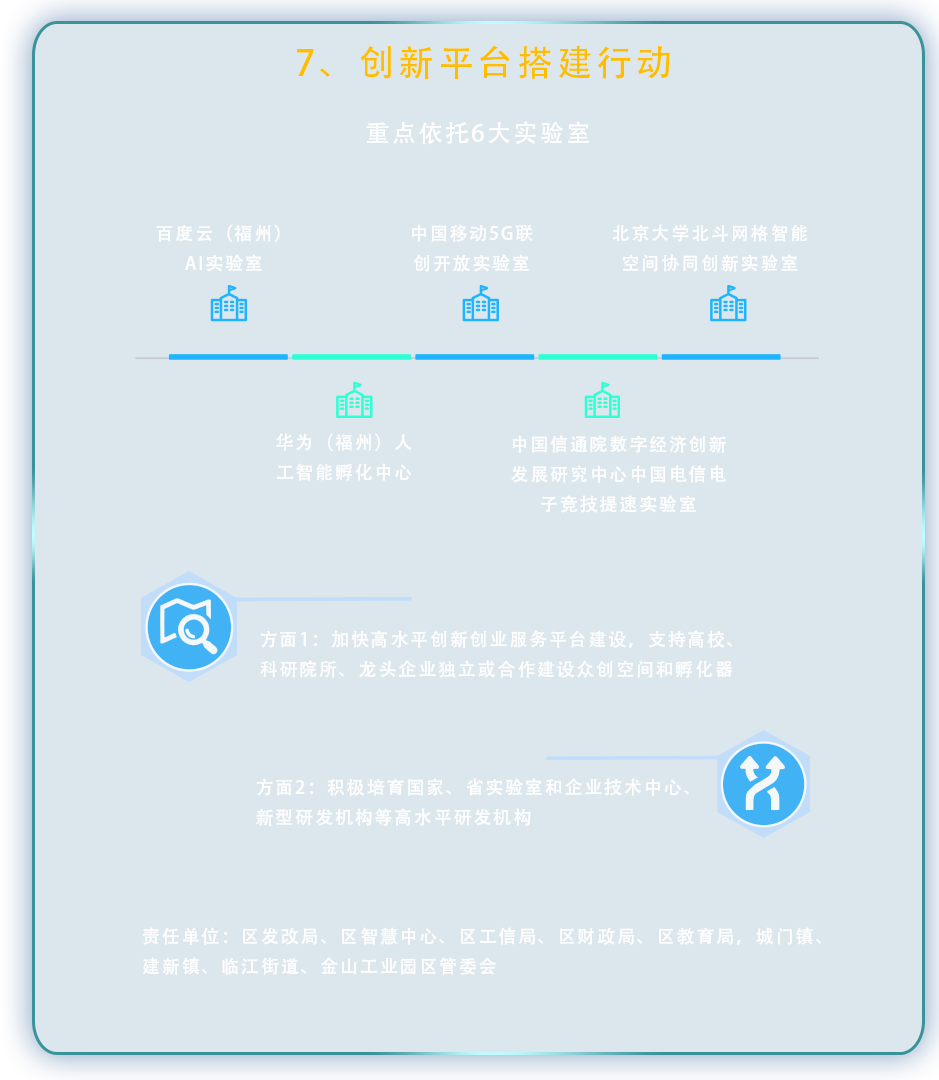 7、创新平台搭建行动
重点依托6大实验室
百度云（福州）
AI实验室
中国移动5G联
创开放实验室
北京大学北斗网格智能
空间协同创新实验室
华为（福州）人
工智能孵化中心
中国信通院数字经济创新
发展研究中心中国电信电
子竞技提速实验室
方面1：加快高水平创新创业服务平台建设，支持高校、
科研院所、龙头企业独立或合作建设众创空间和孵化器
方面2：积极培育国家、省实验室和企业技术中心、
新型研发机构等高水平研发机构
责任单位：区发改局、区智慧中心、区工信局、区财政局、区教育局，城门镇、
建新镇、临江街道、金山工业园区管委会